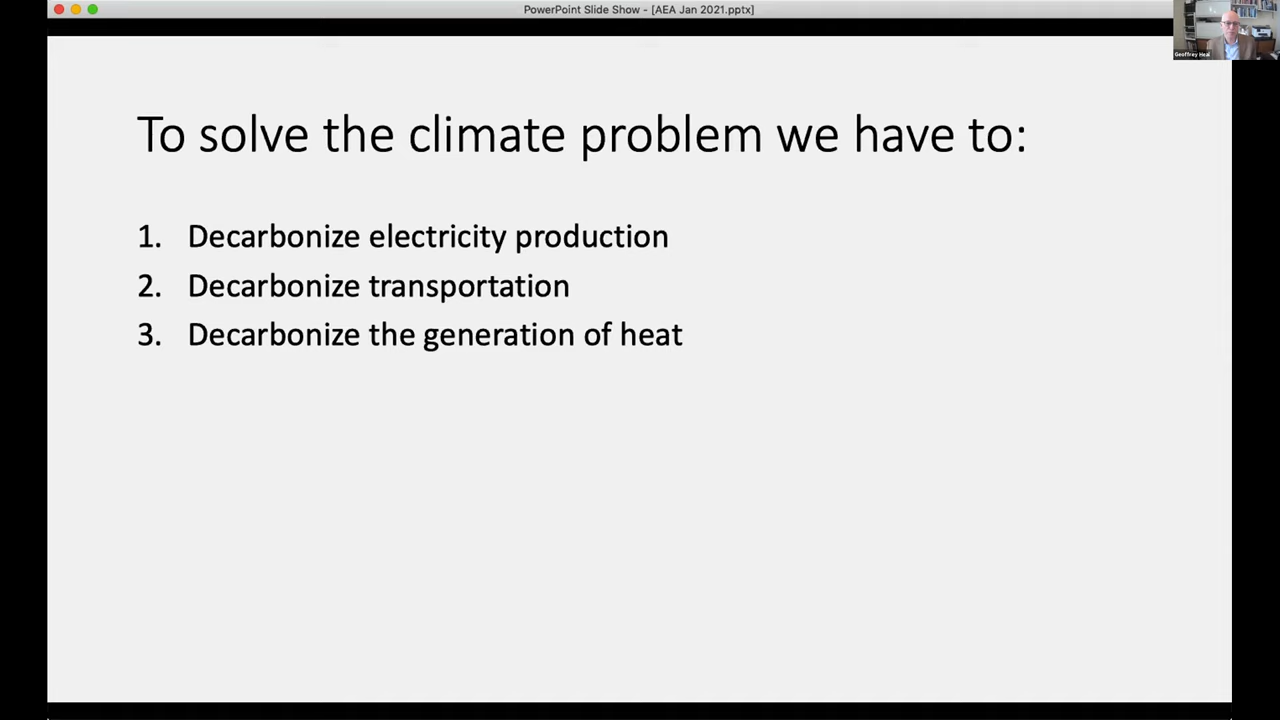 PowerPoint Slide Show - [AEA Jan 2021.pptx]
Geoffrey Heal
To solve the climate problem we have to:
1. Decarbonize electricity production
2. Decarbonize transportation
3. Decarbonize the generation of heat